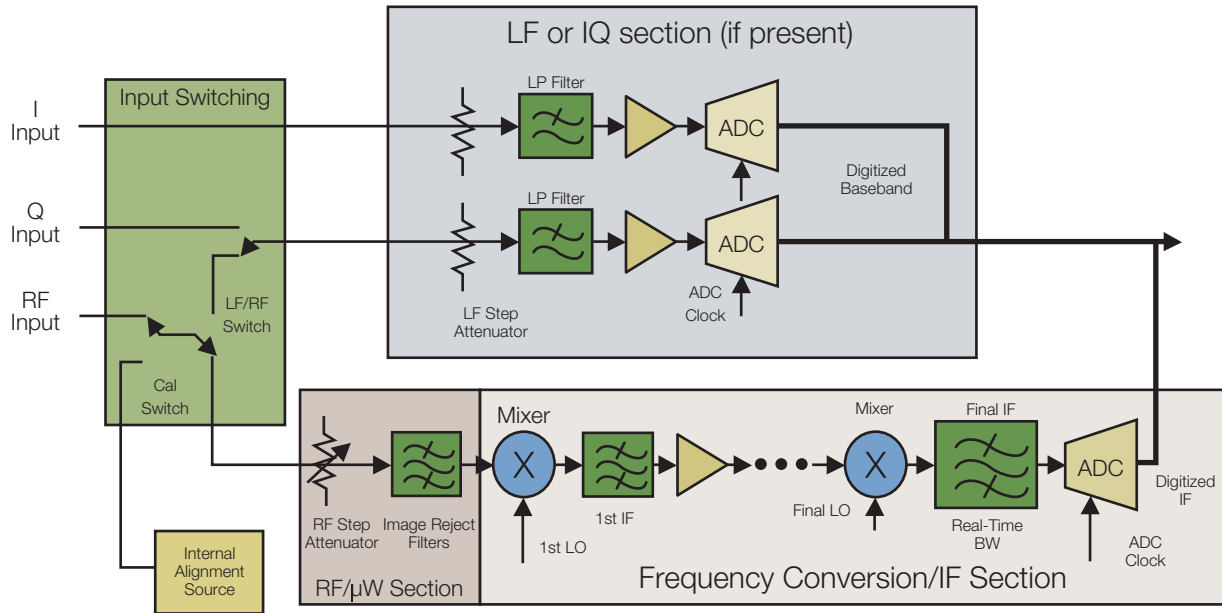 LF or IQ section (if present)
Input Switching
LP Filter
I
Input
ADC
Digitized
Baseband
Q
Input
LP Filter
ADC
RF
Input
LF/RF
Switch
LF Step
Attenuator
ADC
Clock
Cal
Switch
Mixer
Mixer
Final IF
X
X
ADC
RF Step
Attenuator
Image Reject
Filters
1st IF
1st LO
Final LO
Real-Time
BW
Digitized
IF
ADC
Clock
Internal
Alignment
Source
RF/µW Section
Frequency Conversion/IF Section